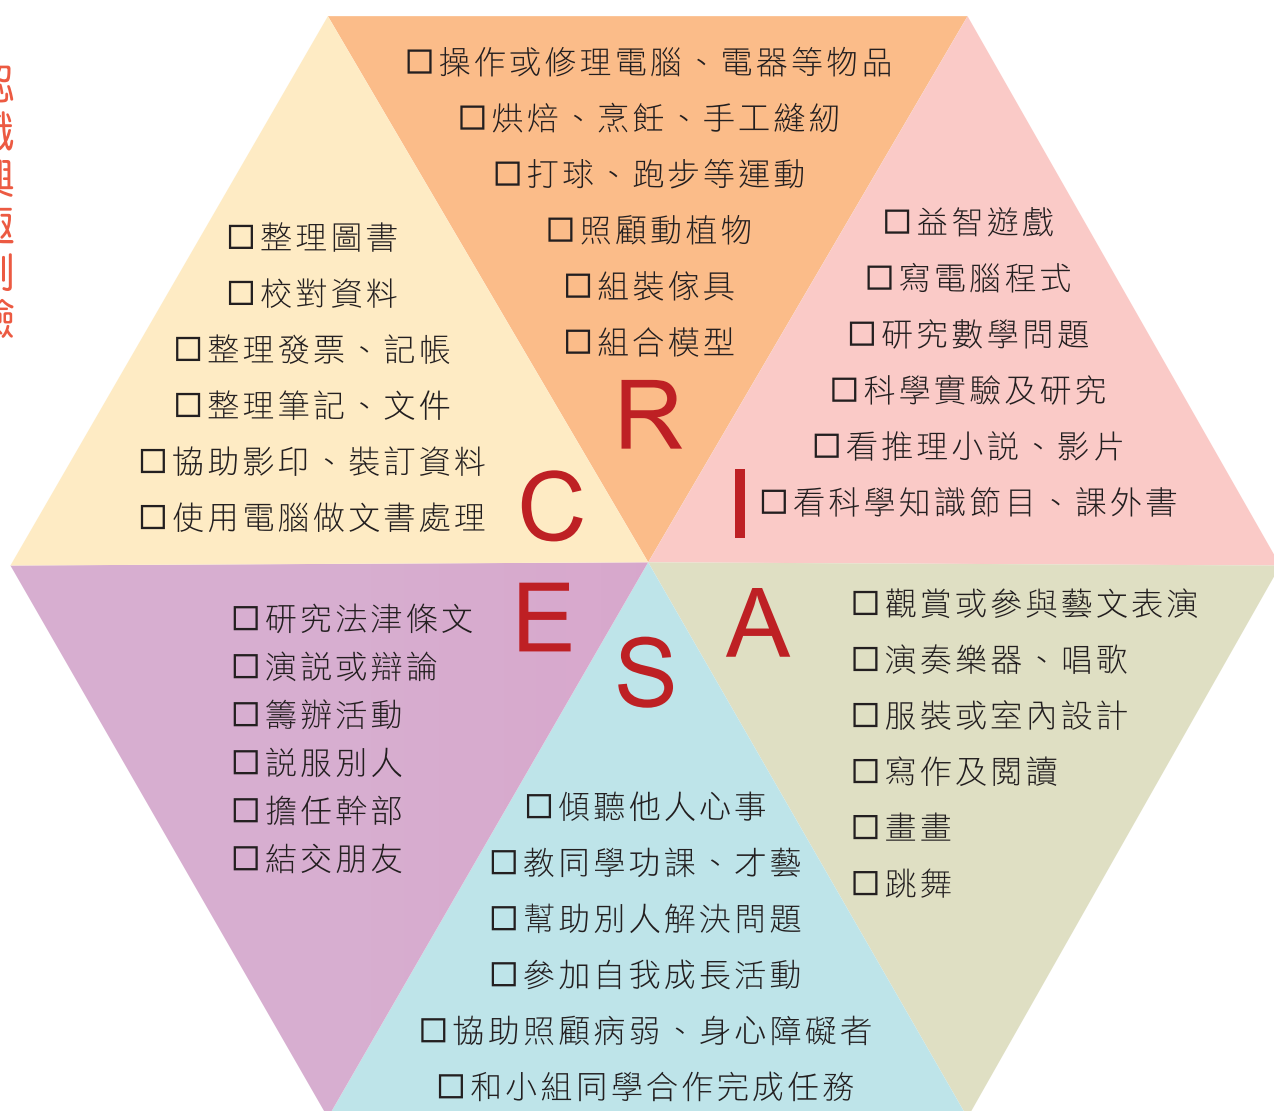 □操作或修理電腦、電器等物品
□烘焙、烹飪、手工縫紉
□打球、跑步等運動
□照顧動植物
□組裝傢具
□組合模型
R
□益智遊戲
□寫電腦程式
□研究數學問題
□科學實驗及研究
□看推理小説、影片
□看科學知識節目、課外書
I
□觀賞或參與藝文表演
□演奏樂器、唱歌
□服裝或室內設計
□寫作及閲讀
□畫畫
□跳舞
A
S
□傾聽他人心事
□教同學功課、才藝
□幫助別人解決問題
□參加自我成長活動
□協助照顧病弱、身心障礙者
□和小組同學合作完成任務
E
□研究法津條文
□演説或辯論
□籌辦活動
□説服別人
□擔任幹部
□結交朋友
□整理圖書
□校對資料
□整理發票、記帳
□整理筆記、文件
□協助影印、裝訂資料
□使用電腦做文書處理
C